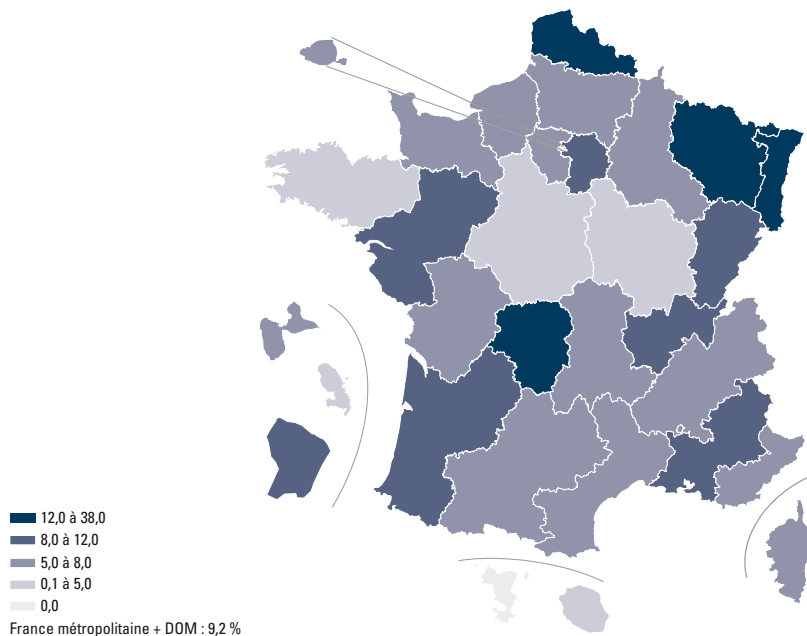 12,0 à 38,0
8,0 à 12,0
5,0 à 8,0
0,1 à 5,0
0,0
France métropolitaine + DOM : 9,2 %